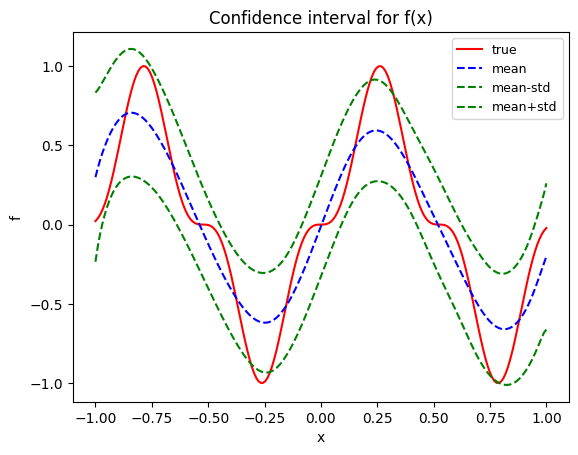 Confidence interval for f(x)
true
mean
mean-std
mean+std
f
1.0
0.5
0.0
−0.5
−1.0
−1.00 −0.75 −0.50 −0.25 0.00 0.25 0.50 0.75 1.00
x